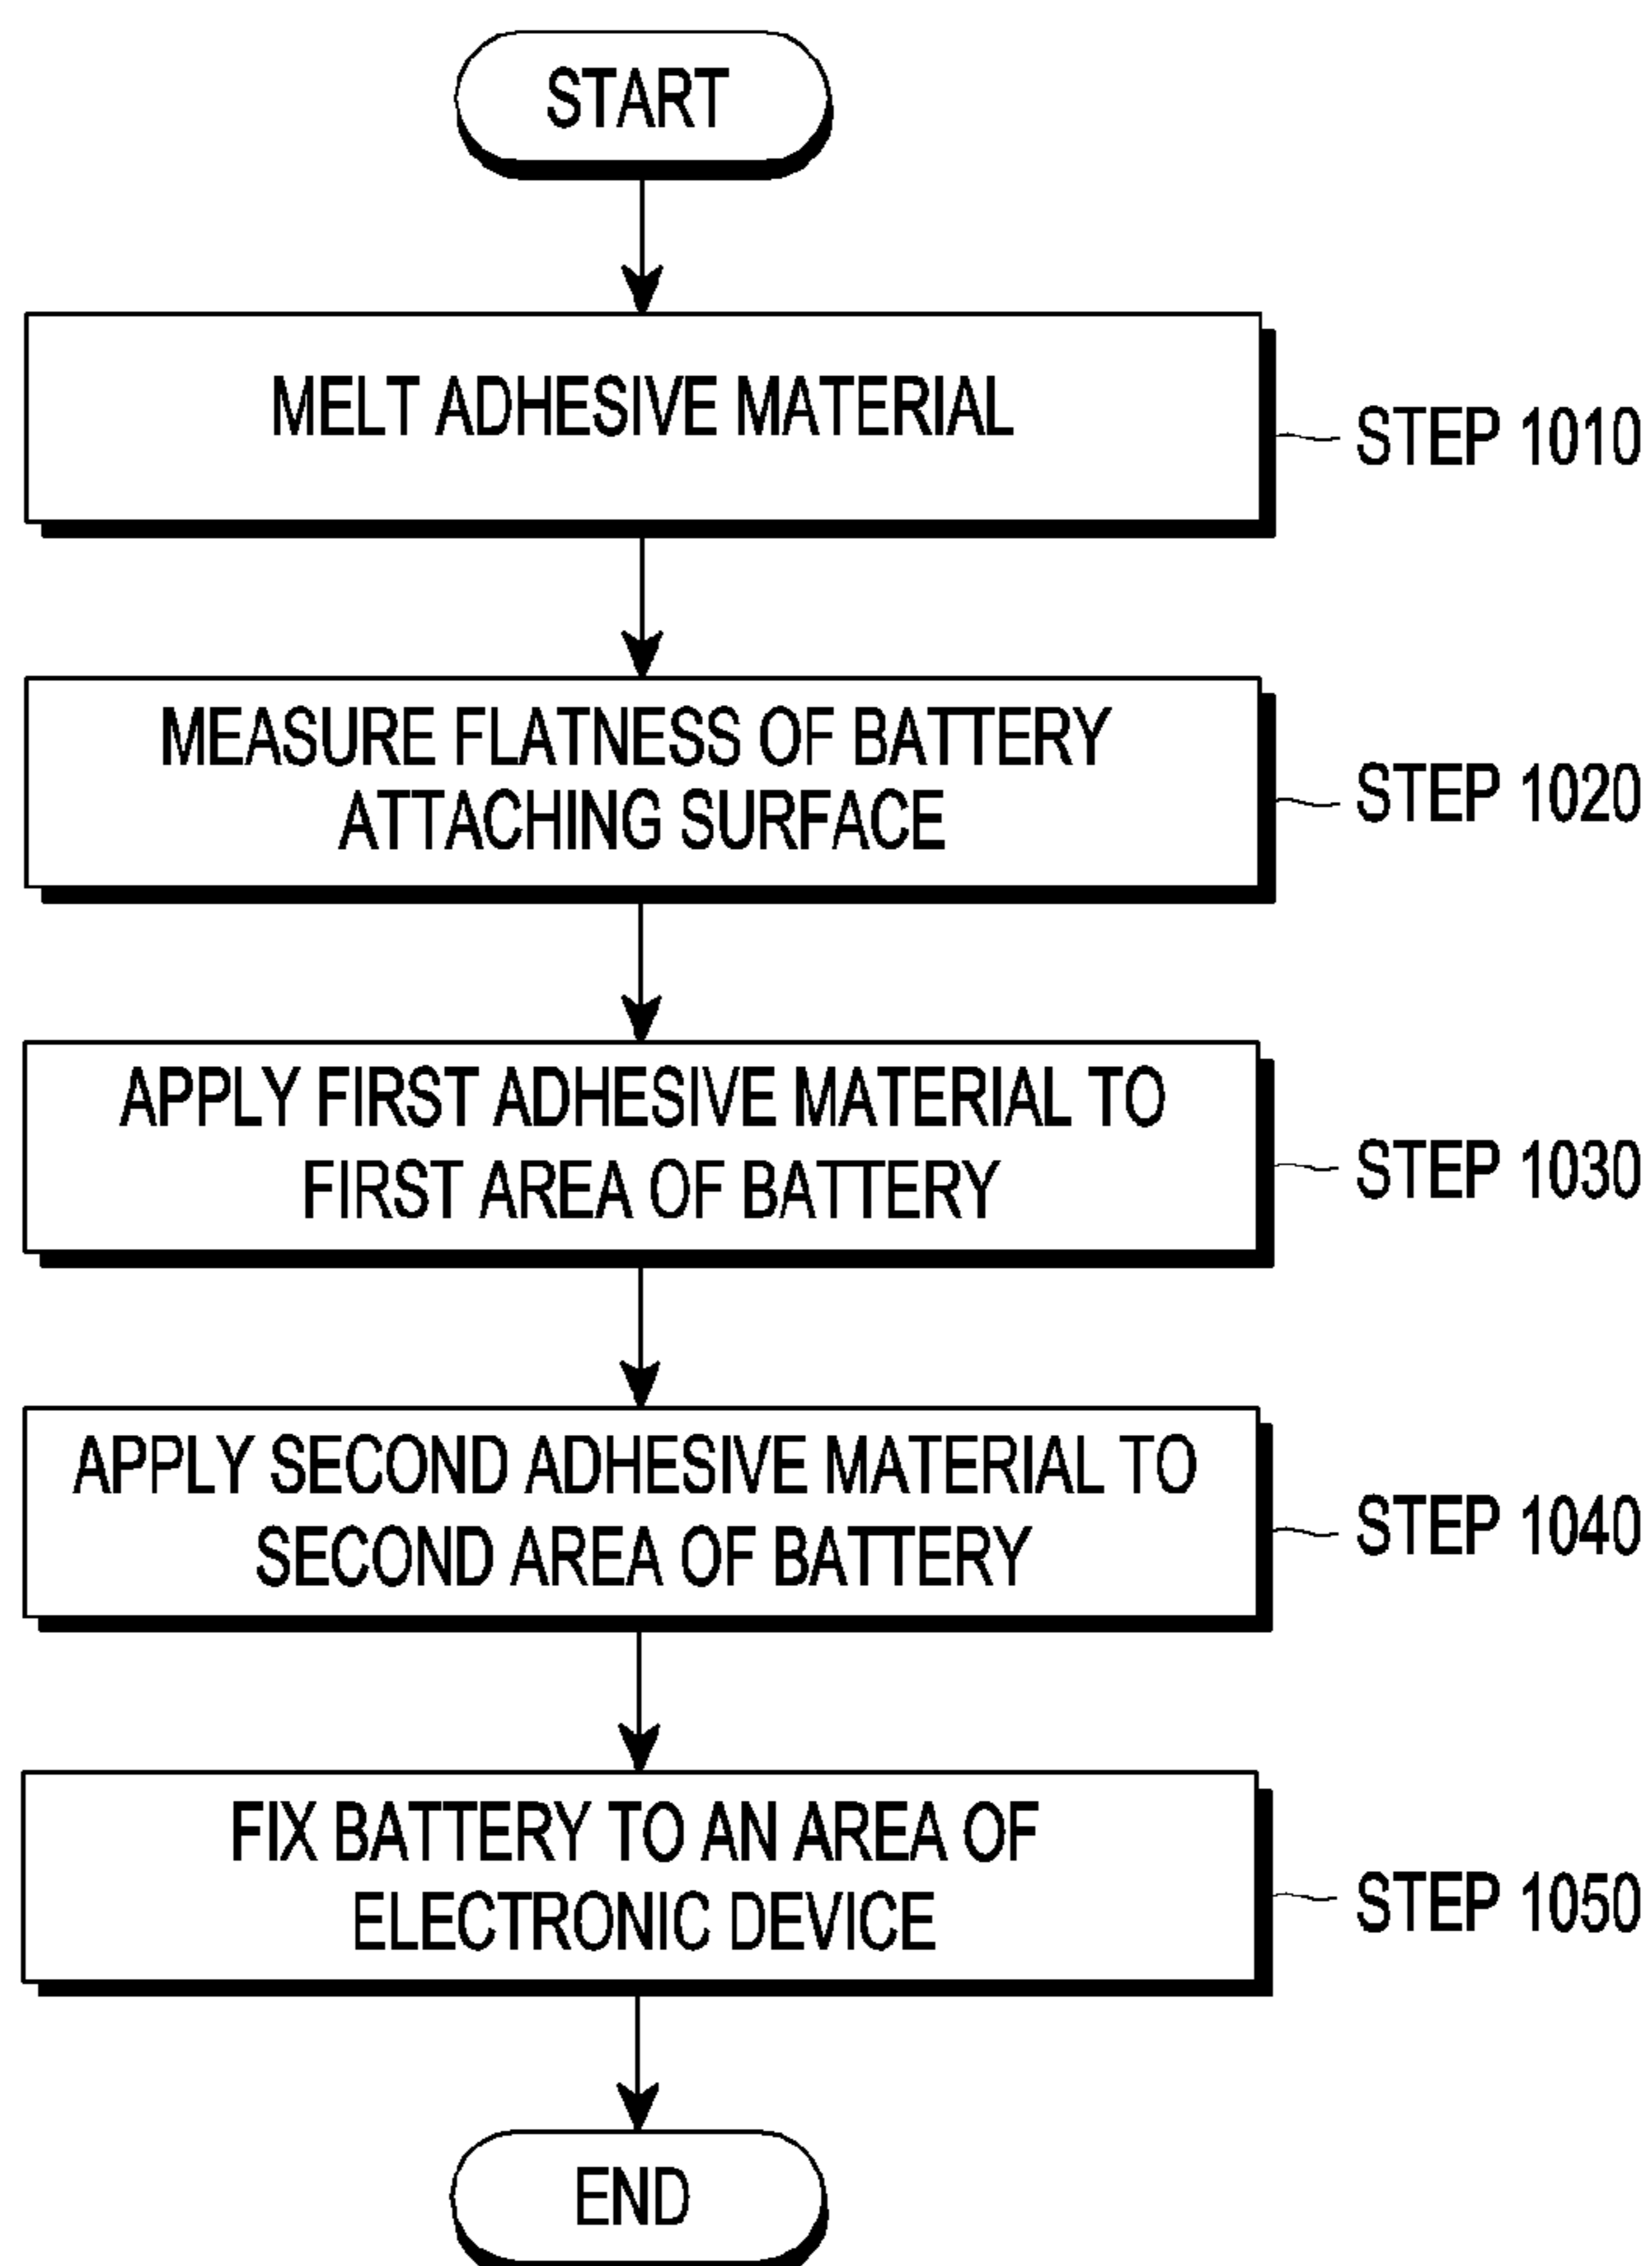 START
MELT ADHESIVE MATERIAL
STEP 1010
MEASURE FLATNESS OF BATTERY
ATTACHING SURFACE
STEP 1020
APPLY FIRST ADHESIVE MATERIAL TO
FIRST AREA OF BATTERY
STEP 1030
APPLY SECOND ADHESIVE MATERIAL TO
SECOND AREA OF BATTERY
STEP 1040
FIX BATTERY TO AN AREA OF
ELECTRONIC DEVICE
STEP 1050
END